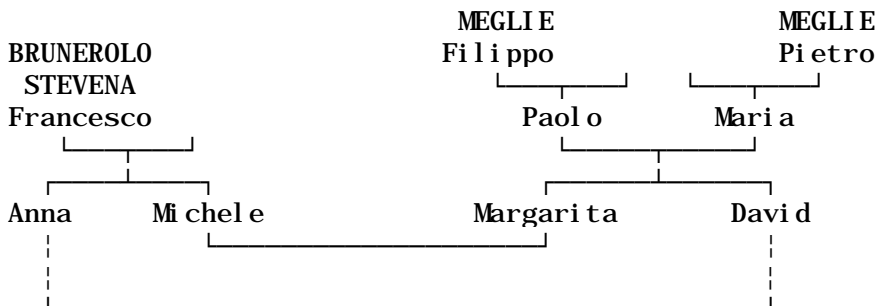 MEGLIE MEGLIE
BRUNEROLO Filippo Pietro
STEVENA
Francesco Paolo Maria
Anna Michele Margarita David